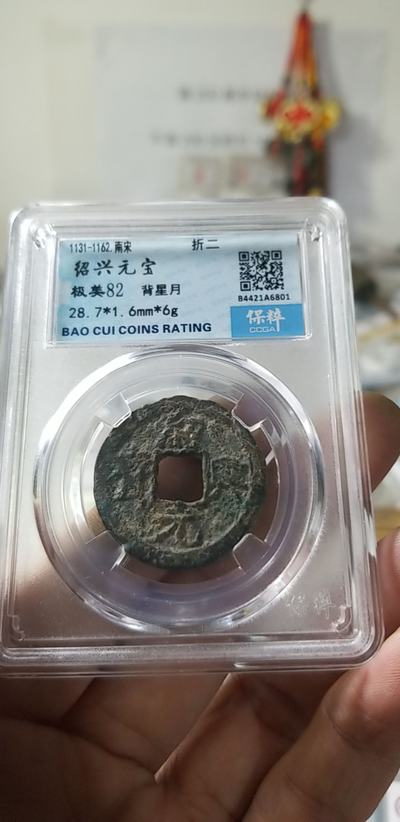 1131-1162.南宋 折二
绍兴元宝
极美82 背星月
B4421A6801
28.7*1.6mm*6g
保粹
CCGA
BAO CUI COINS RATING
元
保粹